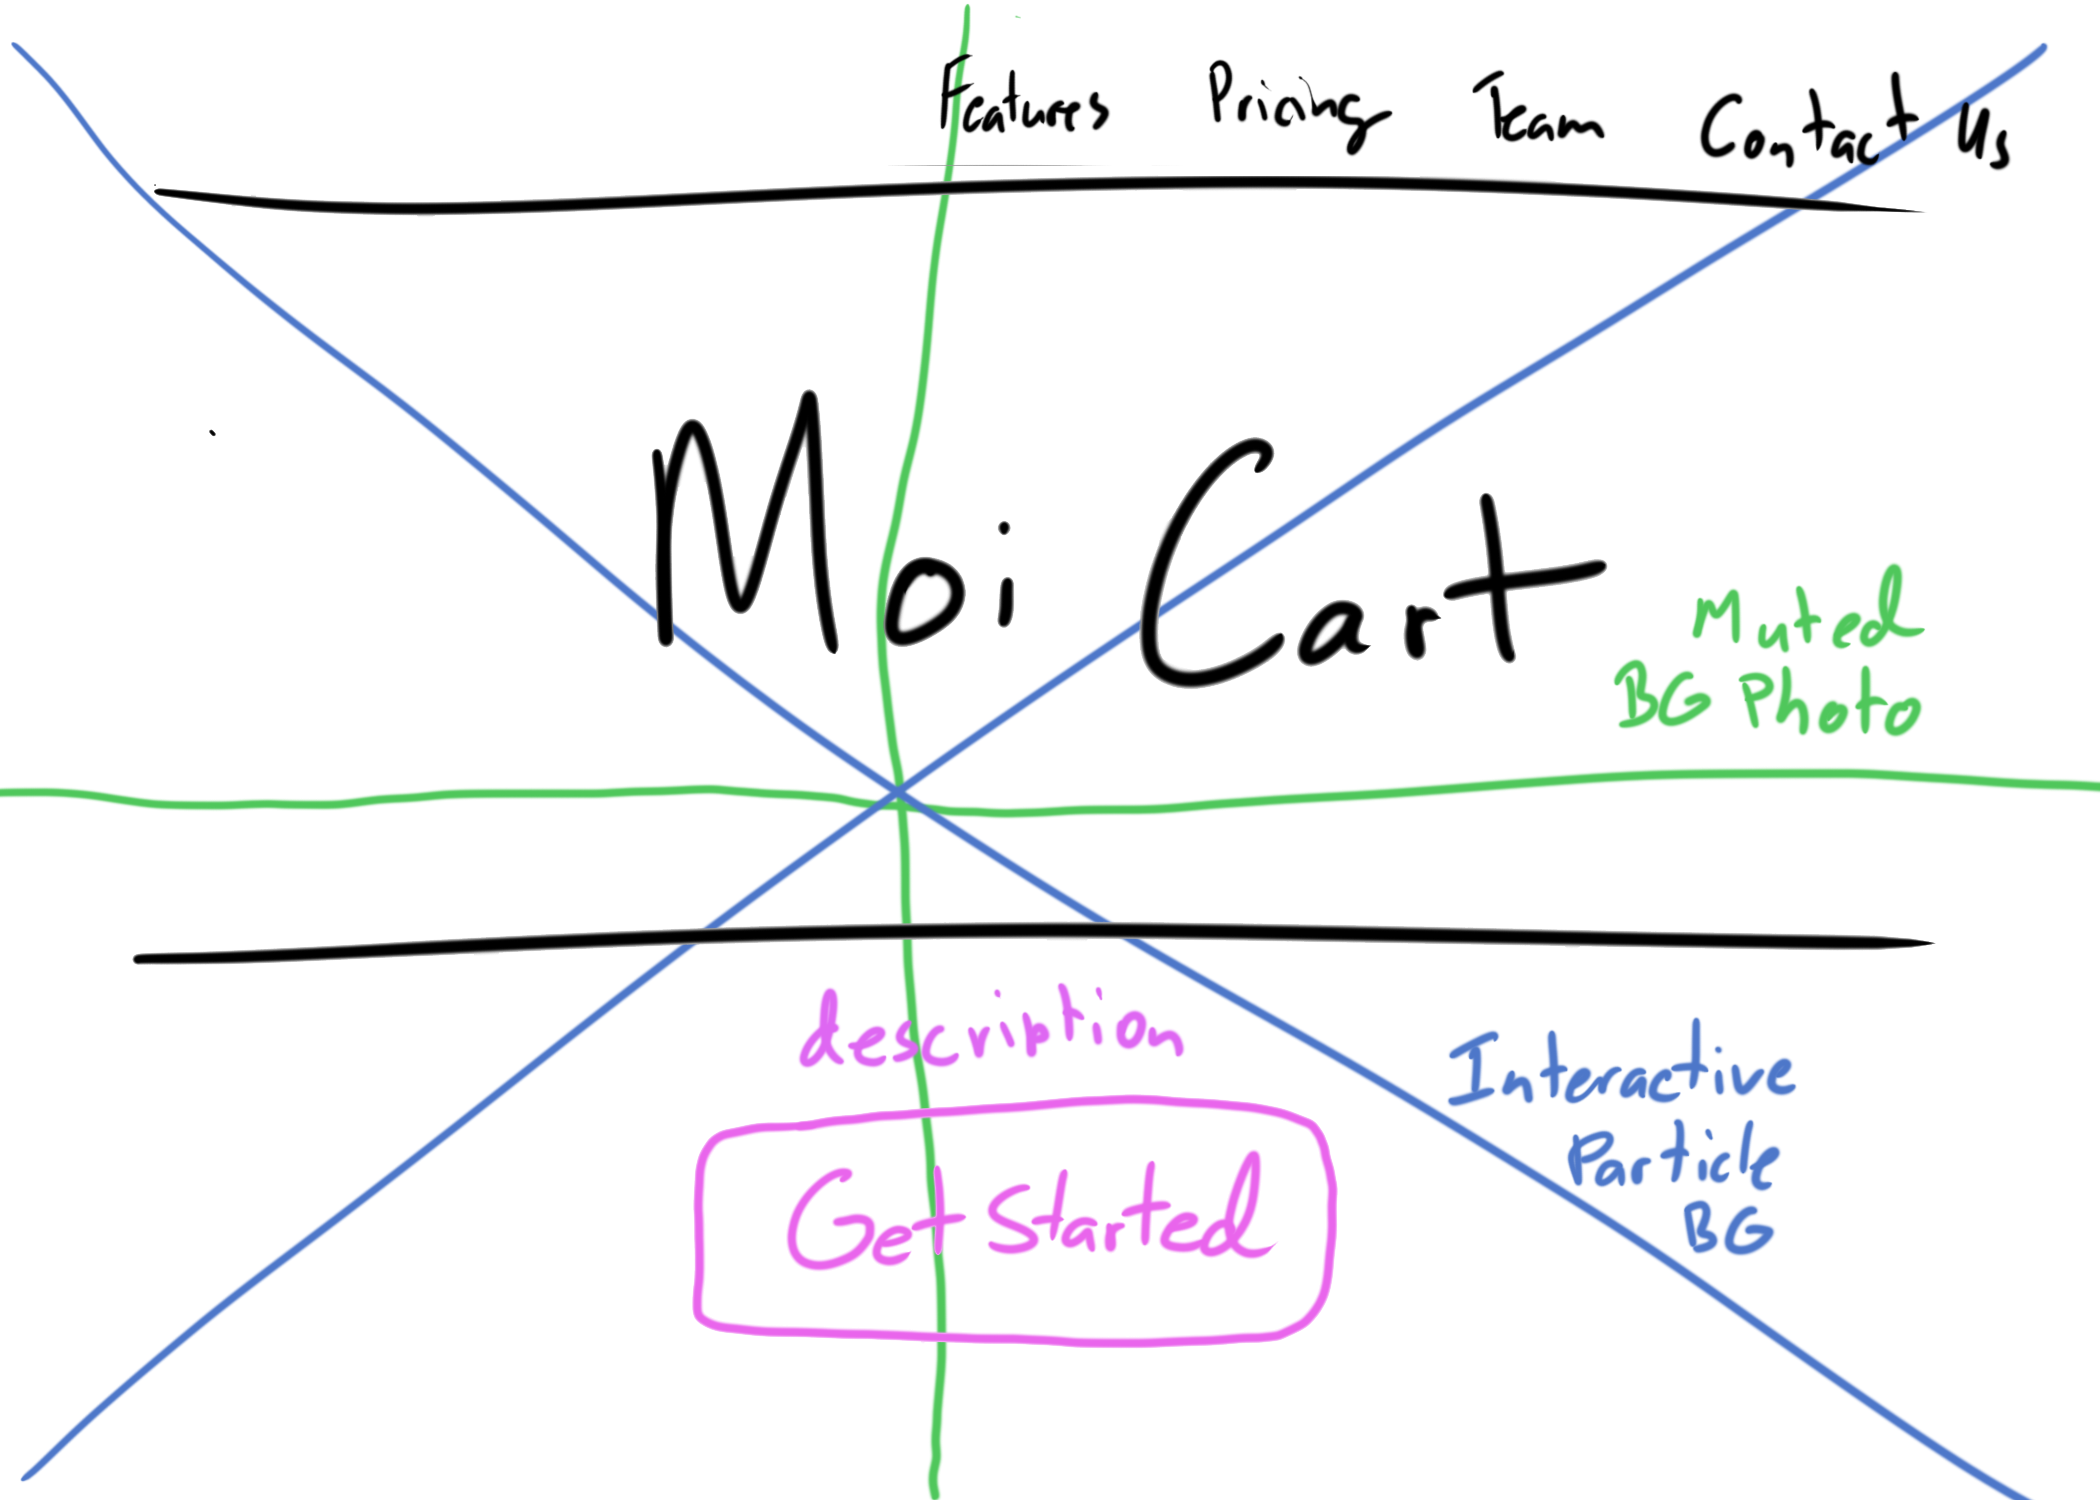 Features Pricing Team Contact Us
Moi Cart
Muted
BG Photo
description
Get Started
Interactive
Particle
BG